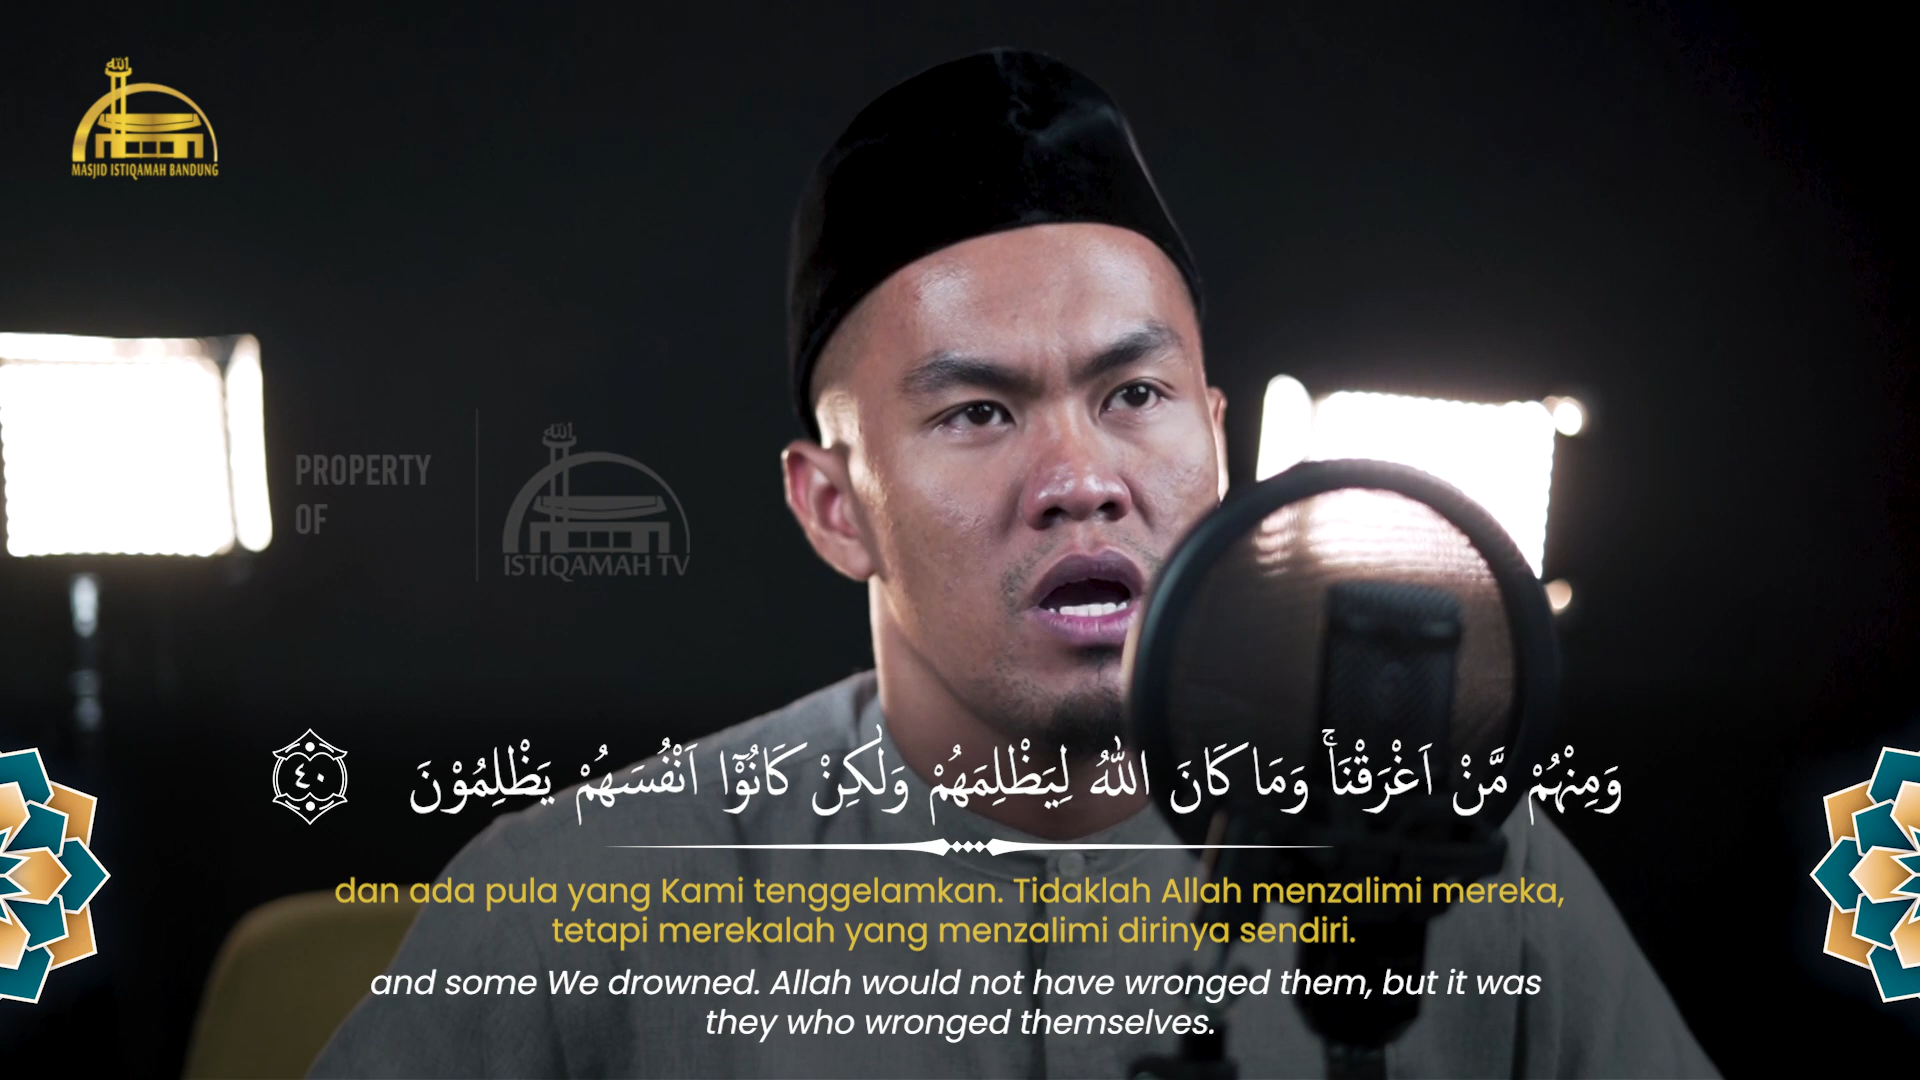 الله
MASJID ISTIQAMAH BANDUNG
PROPERTY
OF
الله
ISTIQAMAH TV
وَمِنْهُمْ مَّنْ اَغْرَقْنَاۚ وَمَا كَانَ اللّٰهُ لِيَظْلِمَهُمْ وَلٰكِنْ كَانُوْٓا اَنْفُسَهُمْ يَظْلِمُوْنَ ٤٠
dan ada pula yang Kami tenggelamkan. Tidaklah Allah menzalimi mereka,
tetapi merekalah yang menzalimi dirinya sendiri.
and some We drowned. Allah would not have wronged them, but it was
they who wronged themselves.